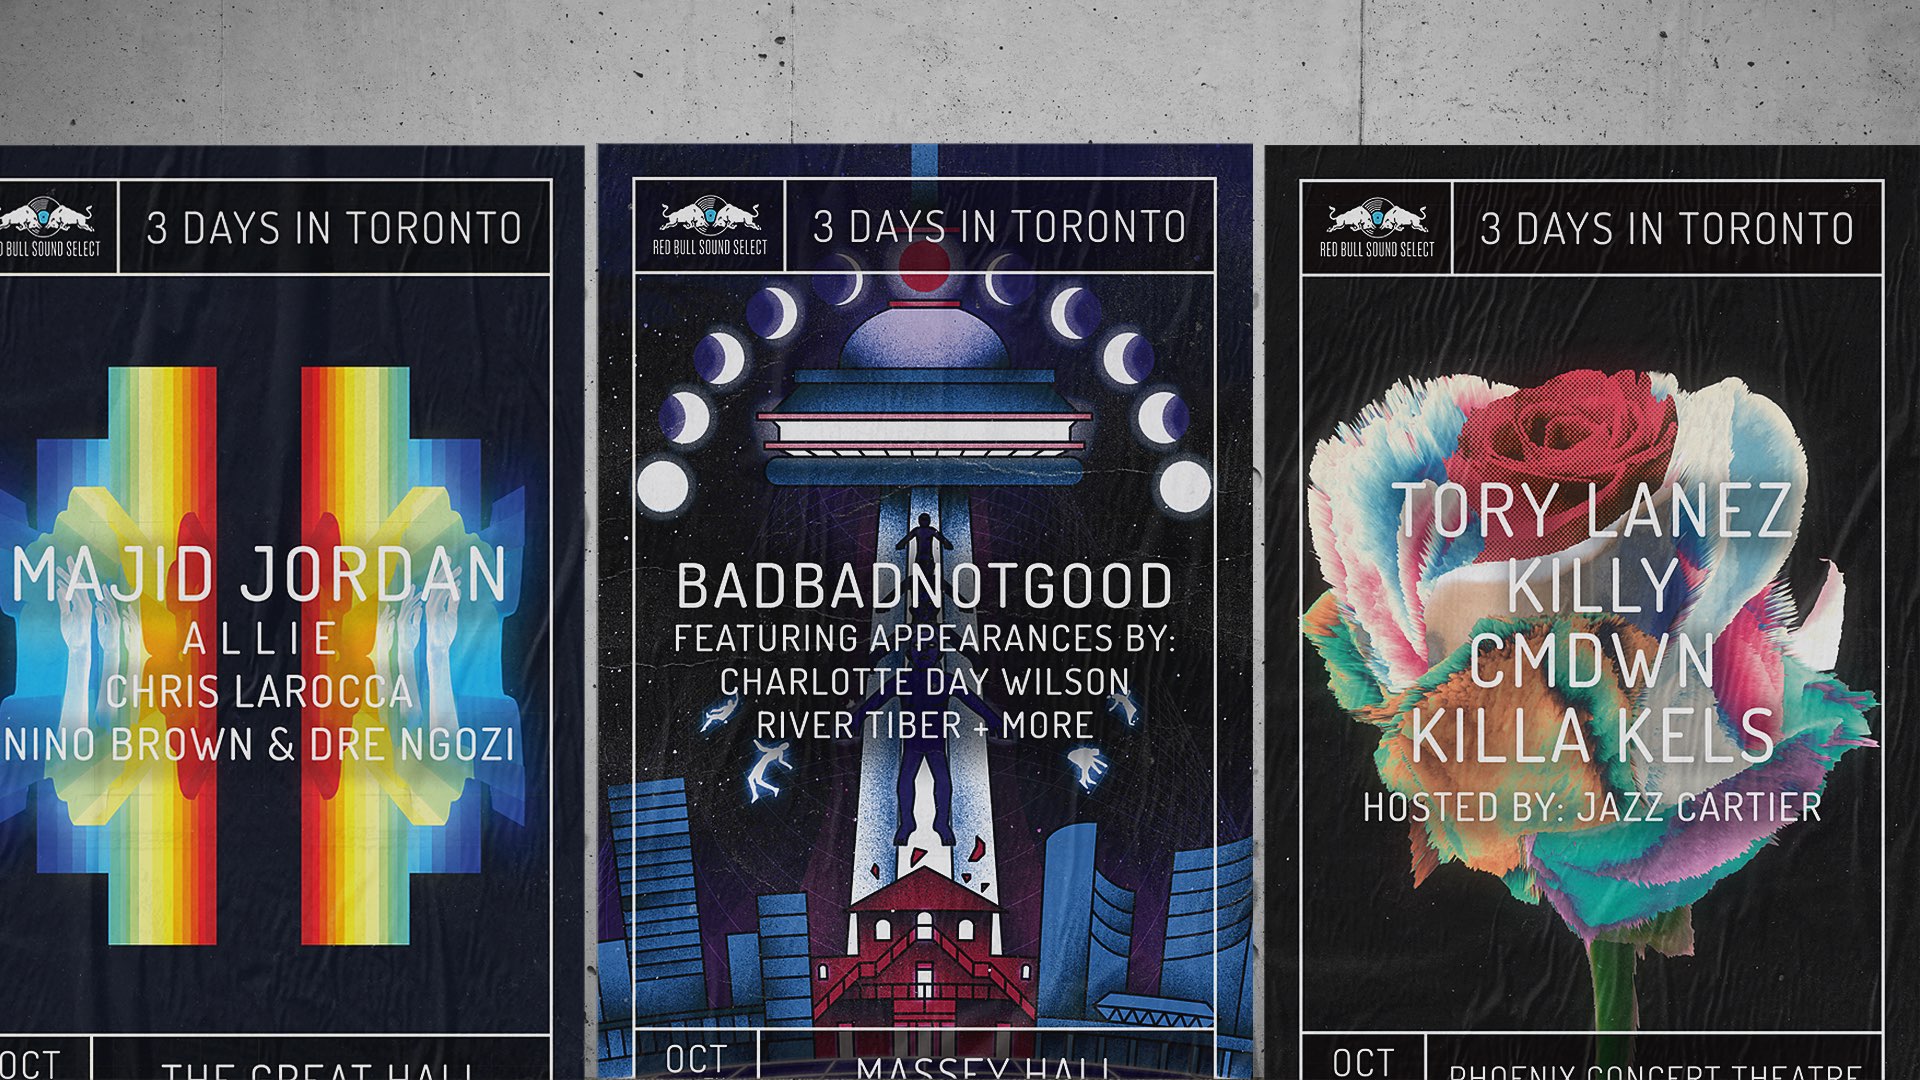 RED BULL SOUND SELECT
3 DAYS IN TORONTO
MAJID JORDAN
ALLIE
CHRIS LAROCCA
NINO BROWN & DRE NGOZI
OCT
THE GREAT HALL
RED BULL SOUND SELECT
3 DAYS IN TORONTO
BADBADNOTGOOD
FEATURING APPEARANCES BY:
CHARLOTTE DAY WILSON
RIVER TIBER + MORE
OCT
MASSEY HALL
RED BULL SOUND SELECT
3 DAYS IN TORONTO
TORY LANEZ
KILLY
CMDWN
KILLA KELS
HOSTED BY: JAZZ CARTIER
OCT
PHOENIX CONCERT THEATRE